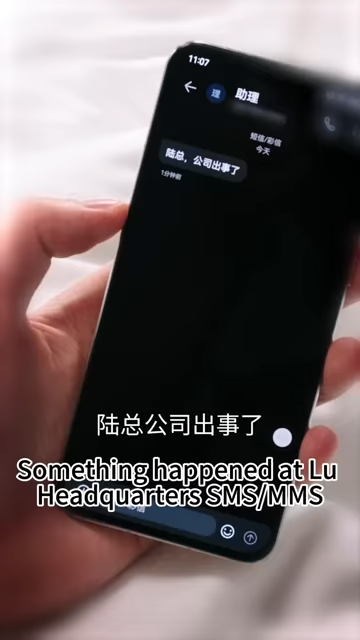 11:07
理
助理
短信/彩信
今天
陆总，公司出事了
1分钟前
陆总公司出事了
Something happened at Lu
Headquarters SMS/MMS